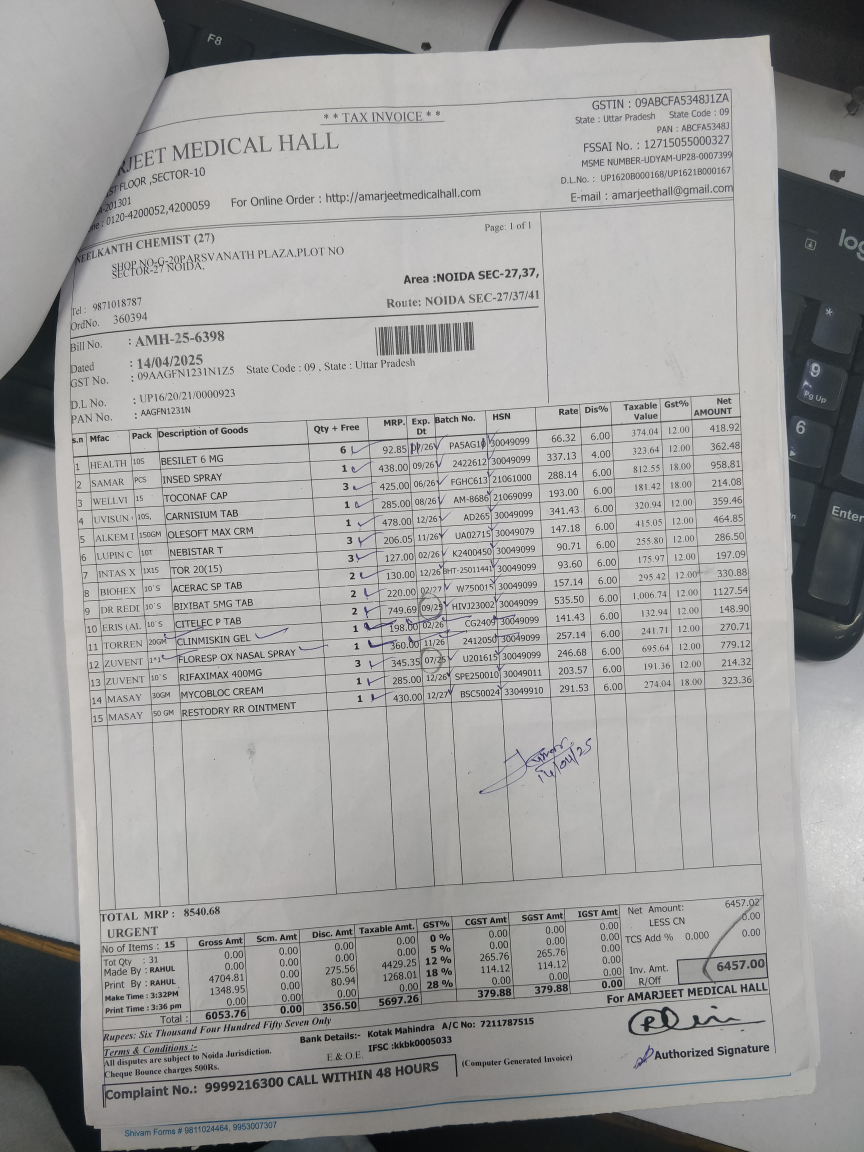 ** TAX INVOICE **
GSTIN : 09ABCFA5348J1ZA
State : Uttar Pradesh State Code : 09
PAN : ABCFA5348J
FSSAI No. : 12715055000327
MSME NUMBER-UDYAM-UP28-0007399
D.L.No. : UP1620B000168/UP1621B000167
E-mail : amarjeethall@gmail.com
RJEET MEDICAL HALL
ST FLOOR ,SECTOR-10
-201301
ne : 0120-4200052,4200059
For Online Order : http://amarjeetmedicalhall.com
NEELKANTH CHEMIST (27)
Page: 1 of 1
SHOP NO-G-20PARSVANATH PLAZA,PLOT NO
SECTOR-27 NOIDA,
Area :NOIDA SEC-27,37,
Tel : 9871018787
Route: NOIDA SEC-27/37/41
OrdNo. 360394
Bill No. : AMH-25-6398
Dated : 14/04/2025
GST No. : 09AAGFN1231N1Z5 State Code : 09 , State : Uttar Pradesh
D.L No. : UP16/20/21/0000923
PAN No. : AAGFN1231N
s.n Mfac Pack Description of Goods Qty + Free MRP. Exp. Dt Batch No. HSN Rate Dis% Taxable Value Gst% Net AMOUNT
1 HEALTH 10S BESILET 6 MG 6 92.85 /26 PA5AG10 30049099 66.32 6.00 374.04 12.00 418.92
2 SAMAR PCS INSED SPRAY 1 438.00 09/26 2422612 30049099 337.13 4.00 323.64 12.00 362.48
3 WELLVI 1S TOCONAF CAP 3 425.00 06/26 FGHC613 21061000 288.14 6.00 812.55 18.00 958.81
4 UVISUN 10S, CARNISIUM TAB 1 285.00 08/26 AM-8686 21069099 193.00 6.00 181.42 18.00 214.08
5 ALKEM I 150GM OLESOFT MAX CRM 1 478.00 12/26 AD265 30049099 341.43 6.00 320.94 12.00 359.46
6 LUPIN C 10T NEBISTAR T 3 206.05 11/26 UA02715 30049079 147.18 6.00 415.05 12.00 464.85
7 INTAS X 1X15 TOR 20(15) 3 127.00 02/26 K2400450 30049099 90.71 6.00 255.80 12.00 286.50
8 BIOHEX 10`S ACERAC SP TAB 2 130.00 12/26 BHT-25011441 30049099 93.60 6.00 175.97 12.00 197.09
9 DR REDI 10`S BIXIBAT 5MG TAB 2 220.00 02/27 W750015 30049099 157.14 6.00 295.42 12.00 330.88
10 ERIS (AL 10`S CITELEC P TAB 2 749.69 09/25 HIVJ23002 30049099 535.50 6.00 1,006.74 12.00 1127.54
11 TORREN 20GM CLINMISKIN GEL 1 198.00 02/26 CG2409 30049099 141.43 6.00 132.94 12.00 148.90
12 ZUVENT 1*1 FLORESP OX NASAL SPRAY 1 360.00 11/26 2412050 30049099 257.14 6.00 241.71 12.00 270.71
13 ZUVENT 10`S RIFAXIMAX 400MG 3 345.35 07/25 U201615 30049099 246.68 6.00 695.64 12.00 779.12
14 MASAY 30GM MYCOBLOC CREAM 1 285.00 12/26 SPE250010 30049011 203.57 6.00 191.36 12.00 214.32
15 MASAY 50 GM RESTODRY RR OINTMENT 1 430.00 12/27 BSC50024 33049910 291.53 6.00 274.04 18.00 323.36
14/04/25
TOTAL MRP : 8540.68
URGENT
No of Items : 15
Tot Qty : 31
Made By : RAHUL
Print By : RAHUL
Make Time : 3:32PM
Print Time : 3:36 pm
Gross Amt Scm. Amt Disc. Amt Taxable Amt. GST% CGST Amt SGST Amt IGST Amt
0.00 0.00 0.00 0.00 0 % 0.00 0.00 0.00
0.00 0.00 0.00 0.00 5 % 0.00 0.00 0.00
4704.81 0.00 275.56 4429.25 12 % 265.76 265.76 0.00
1348.95 0.00 80.94 1268.01 18 % 114.12 114.12 0.00
0.00 0.00 0.00 0.00 28 % 0.00 0.00 0.00
Total : 6053.76 0.00 356.50 5697.26 379.88 379.88 0.00
Net Amount: 6457.02
LESS CN 0.00
TCS Add % 0.000 0.00
Inv. Amt. 6457.00
R/Off
Rupees: Six Thousand Four Hundred Fifty Seven Only
For AMARJEET MEDICAL HALL
Terms & Conditions :-
Bank Details:- Kotak Mahindra A/C No: 7211787515
All disputes are subject to Noida Jurisdiction.
E.& O.E. IFSC :kkbk0005033
Cheque Bounce charges 500Rs.
(Computer Generated Invoice)
Authorized Signature
Complaint No.: 9999216300 CALL WITHIN 48 HOURS
Shivam Forms # 9811024464, 9953007307
F8
log
*
9
Pg Up
6
Enter